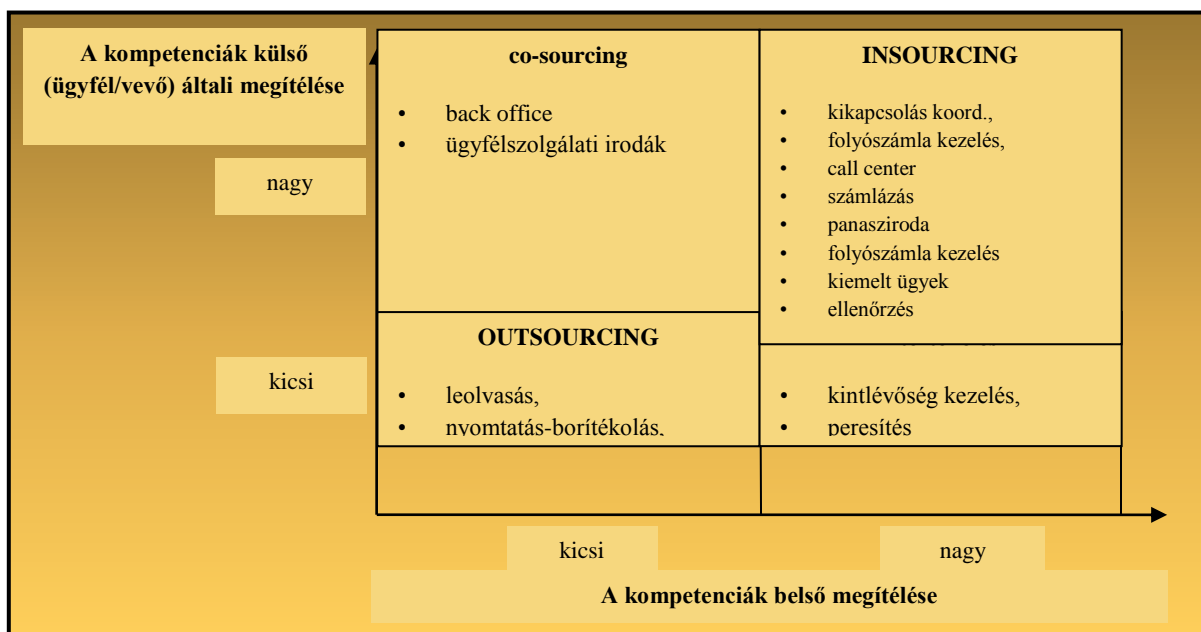 A kompetenciák külső
(ügyfél/vevő) általi megítélése
nagy
kicsi
co-sourcing
• back office
• ügyfélszolgálati irodák
INSOURCING
• kikapcsolás koord.,
• folyószámla kezelés,
• call center
• számlázás
• panasziroda
• folyószámla kezelés
• kiemelt ügyek
• ellenőrzés
OUTSOURCING
• leolvasás,
• nyomtatás-borítékolás,
• kintlévőség kezelés,
• peresítés
kicsi
nagy
A kompetenciák belső megítélése